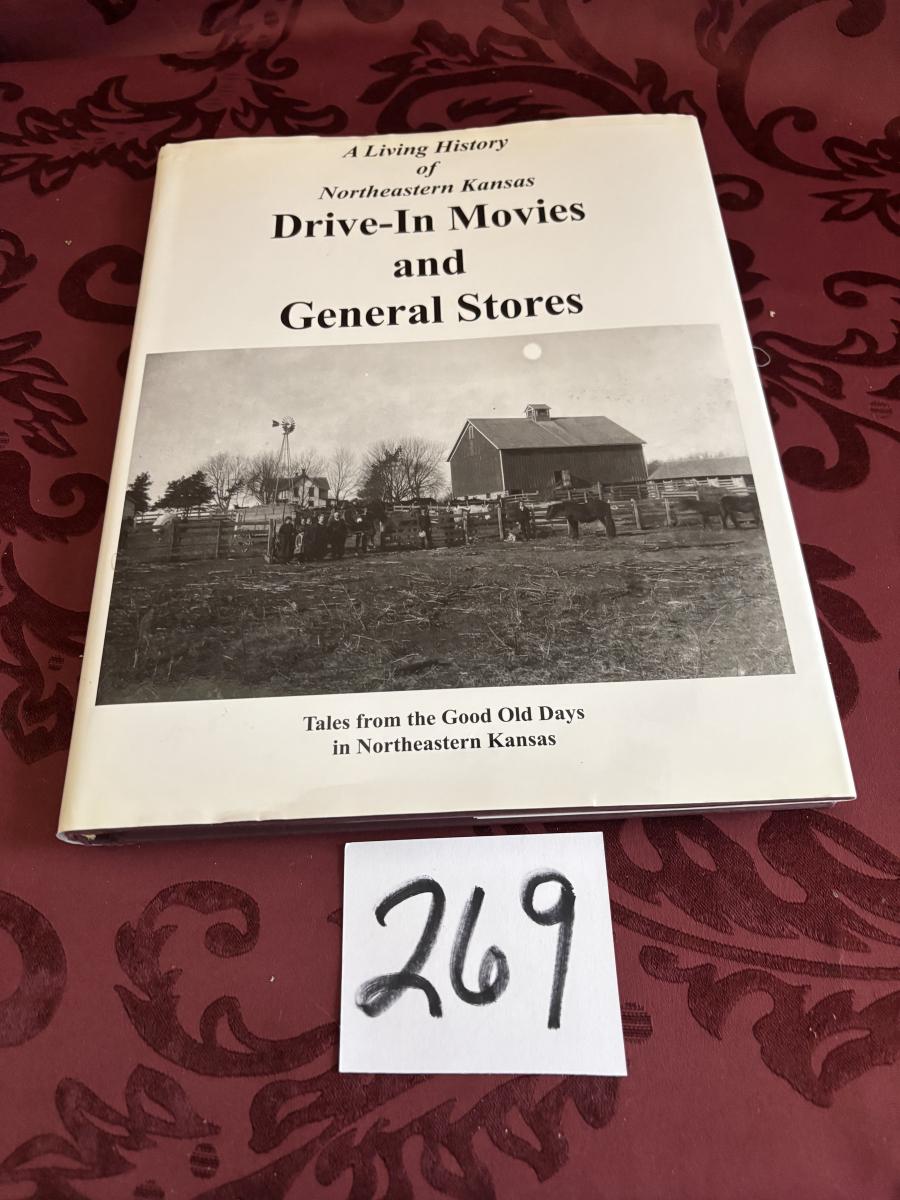 A Living History
of
Northeastern Kansas
Drive-In Movies
and
General Stores
Tales from the Good Old Days
in Northeastern Kansas
269